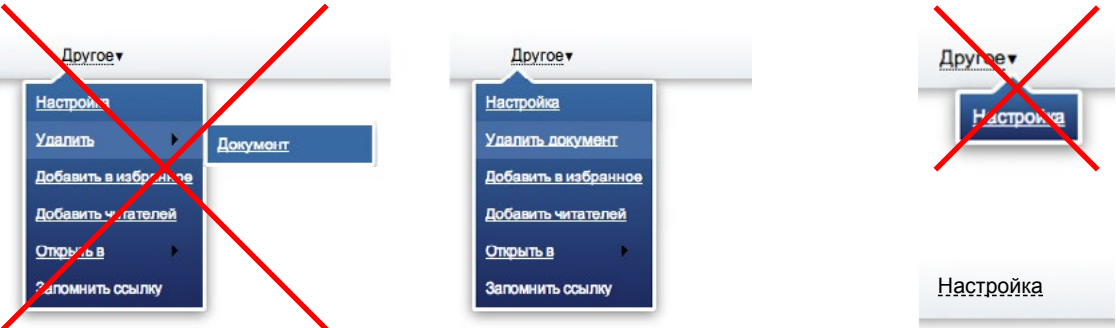 Другое▾
Настройка
Удалить
Документ
Добавить в избранное
Добавить читателей
Открыть в
Запомнить ссылку
Другое▾
Настройка
Удалить документ
Добавить в избранное
Добавить читателей
Открыть в
Запомнить ссылку
Другое▾
Настройка
Настройка